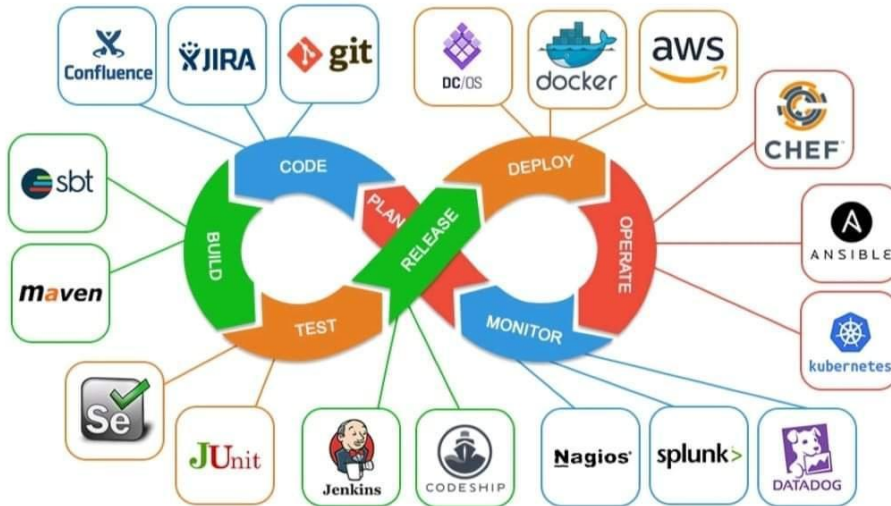 Confluence
JIRA
git
DC/OS
docker
aws
CHEF
sbt
CODE
PLAN
RELEASE
DEPLOY
OPERATE
BUILD
ANSIBLE
maven
TEST
MONITOR
kubernetes
Se
JUnit
Jenkins
CODESHIP
Nagios®
splunk>
DATADOG